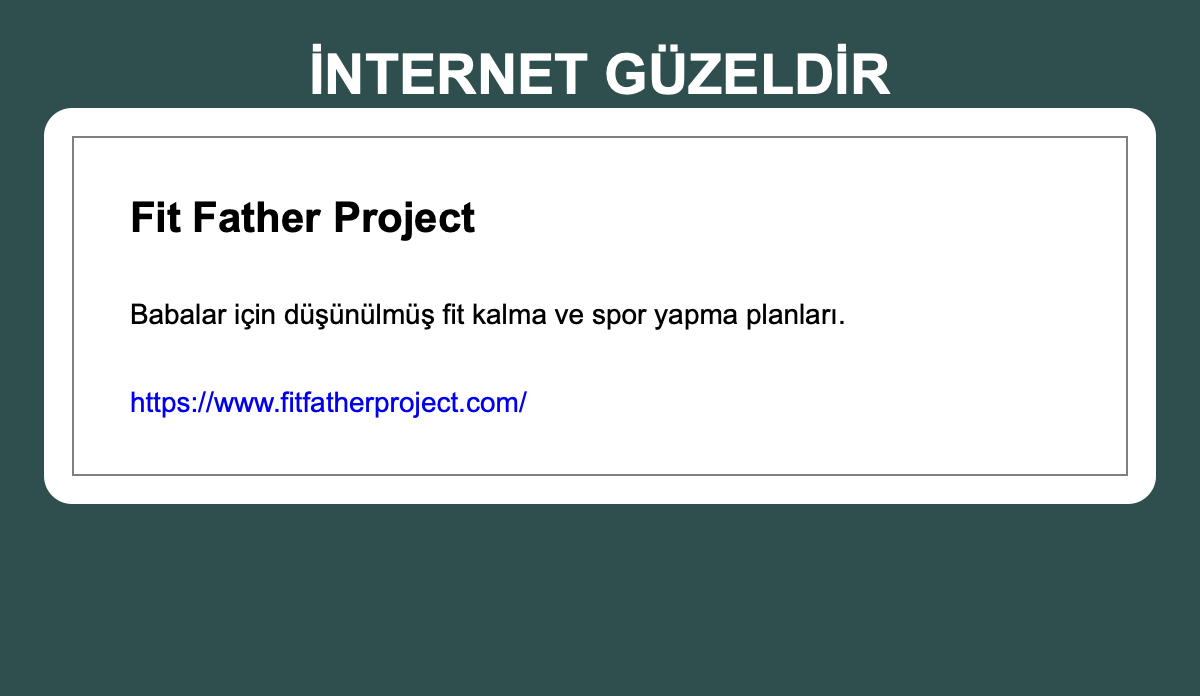 İNTERNET GÜZELDİR
Fit Father Project
Babalar için düşünülmüş fit kalma ve spor yapma planları.
https://www.fitfatherproject.com/